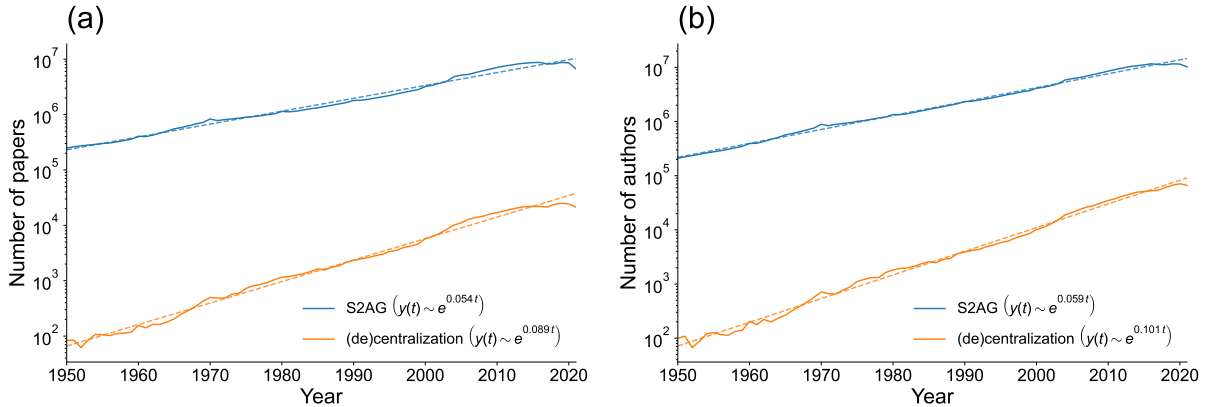 (a)
Number of papers
10^7
10^6
10^5
10^4
10^3
10^2
S2AG (y(t) ~ e^{0.054 t})
(de)centralization (y(t) ~ e^{0.089 t})
1950 1960 1970 1980 1990 2000 2010 2020
Year
(b)
Number of authors
10^7
10^6
10^5
10^4
10^3
10^2
S2AG (y(t) ~ e^{0.059 t})
(de)centralization (y(t) ~ e^{0.101 t})
1950 1960 1970 1980 1990 2000 2010 2020
Year